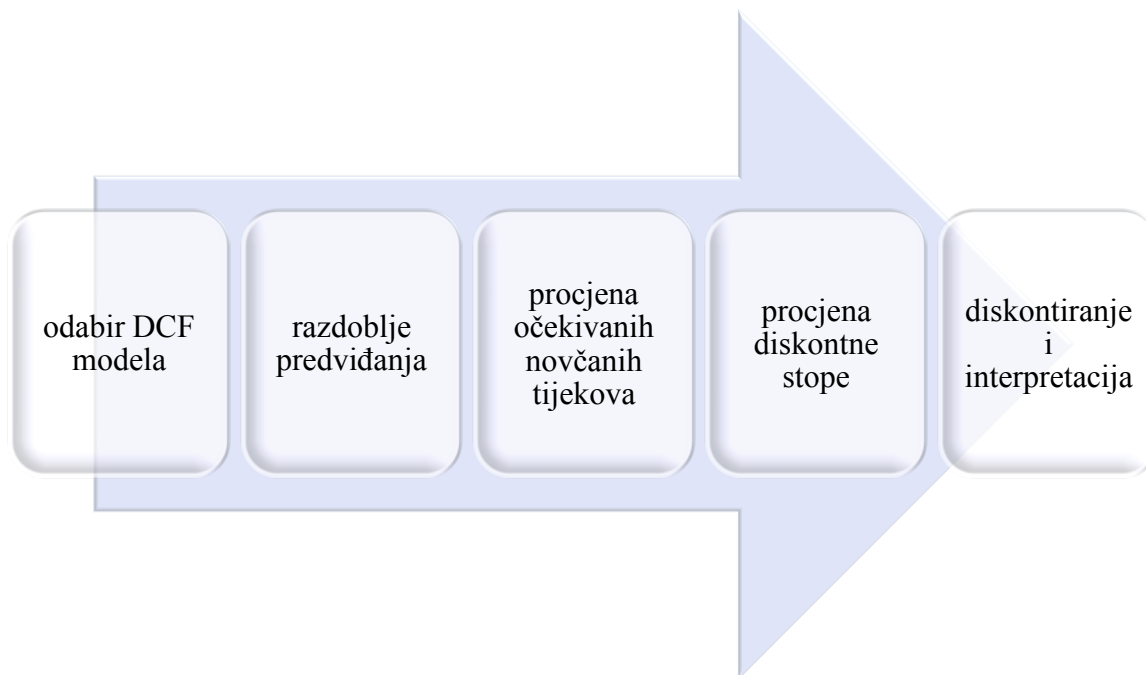 odabir DCF
modela
razdoblje
predviđanja
procjena
očekivanih
novčanih
tijekova
procjena
diskontne
stope
diskontiranje
i
interpretacija